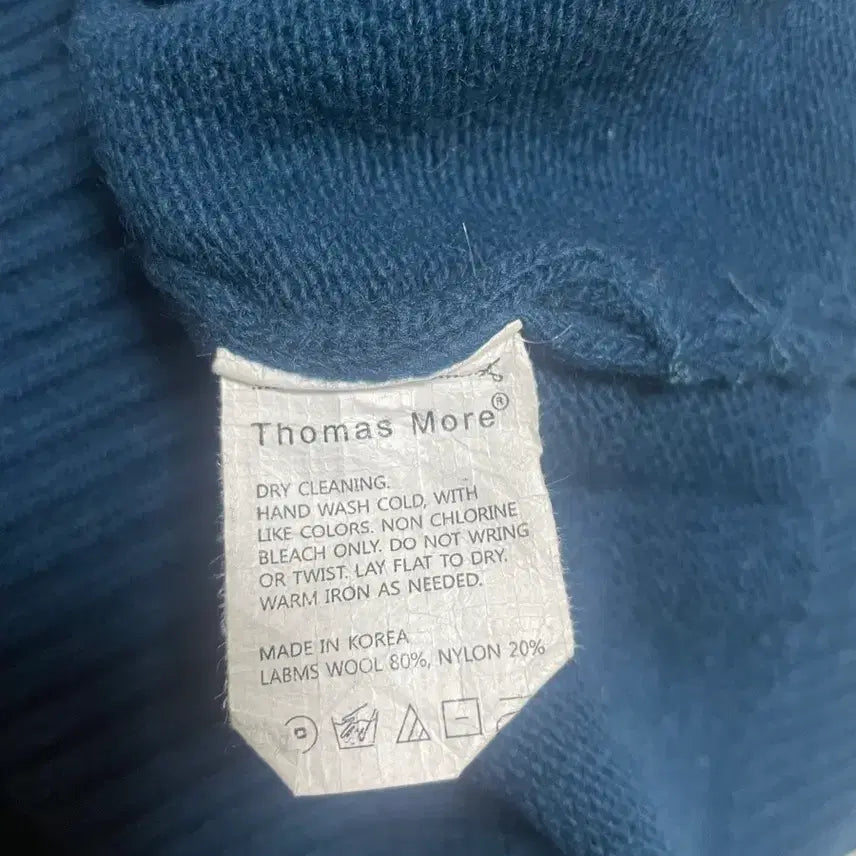 Thomas More®
DRY CLEANING.
HAND WASH COLD, WITH
LIKE COLORS. NON CHLORINE
BLEACH ONLY. DO NOT WRING
OR TWIST. LAY FLAT TO DRY.
WARM IRON AS NEEDED.
MADE IN KOREA
LABMS WOOL 80%, NYLON 20%